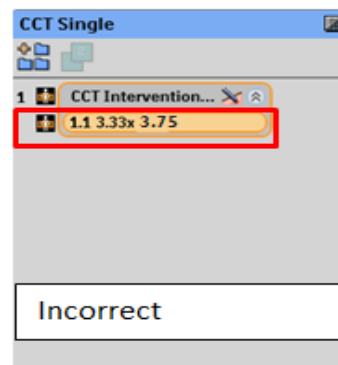 CCT Single
1 CCT Intervention...
1.1 3.33x 3.75
Incorrect